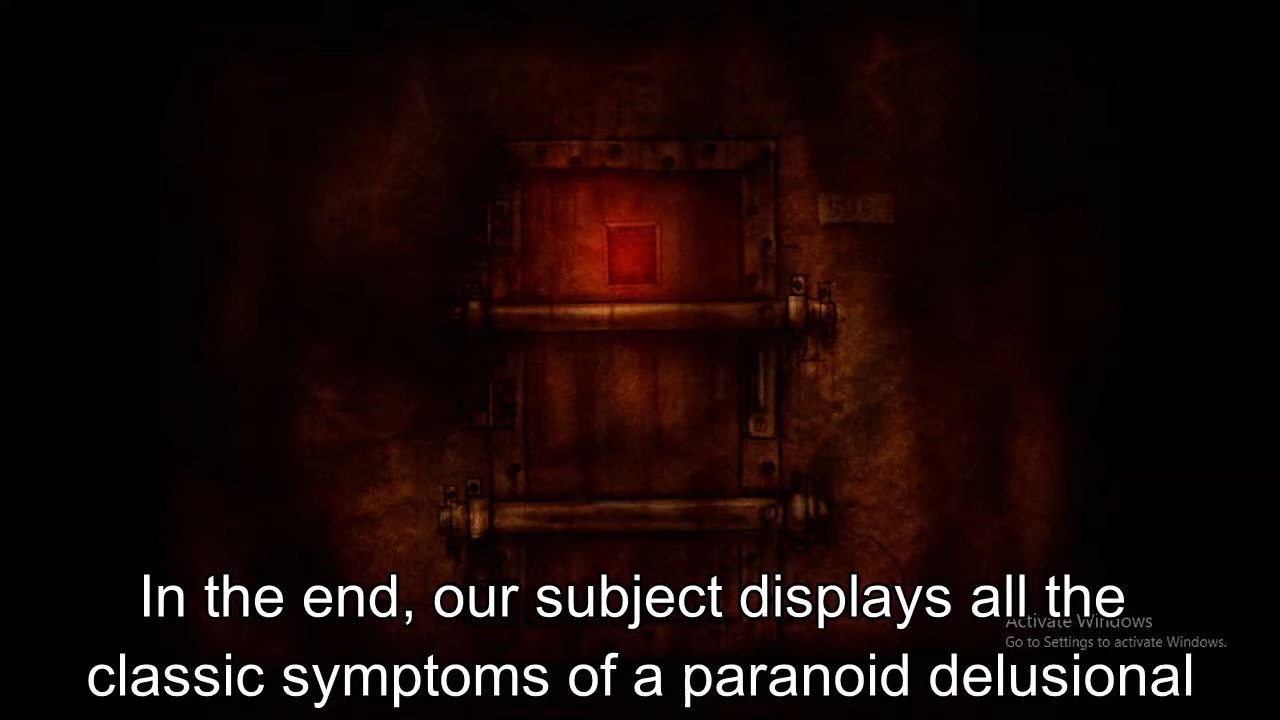 In the end, our subject displays all the
Activate Windows
Go to Settings to activate Windows.
classic symptoms of a paranoid delusional